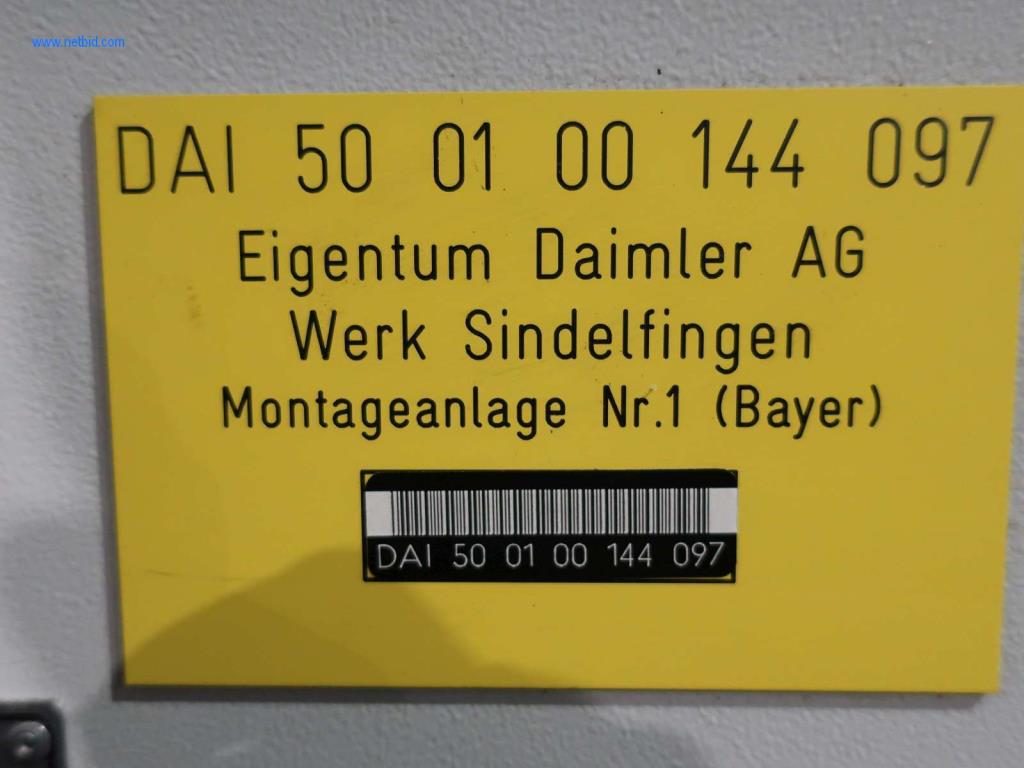 www.netbid.com
DAI 50 01 00 144 097
Eigentum Daimler AG
Werk Sindelfingen
Montageanlage Nr.1 (Bayer)
DAI 50 01 00 144 097